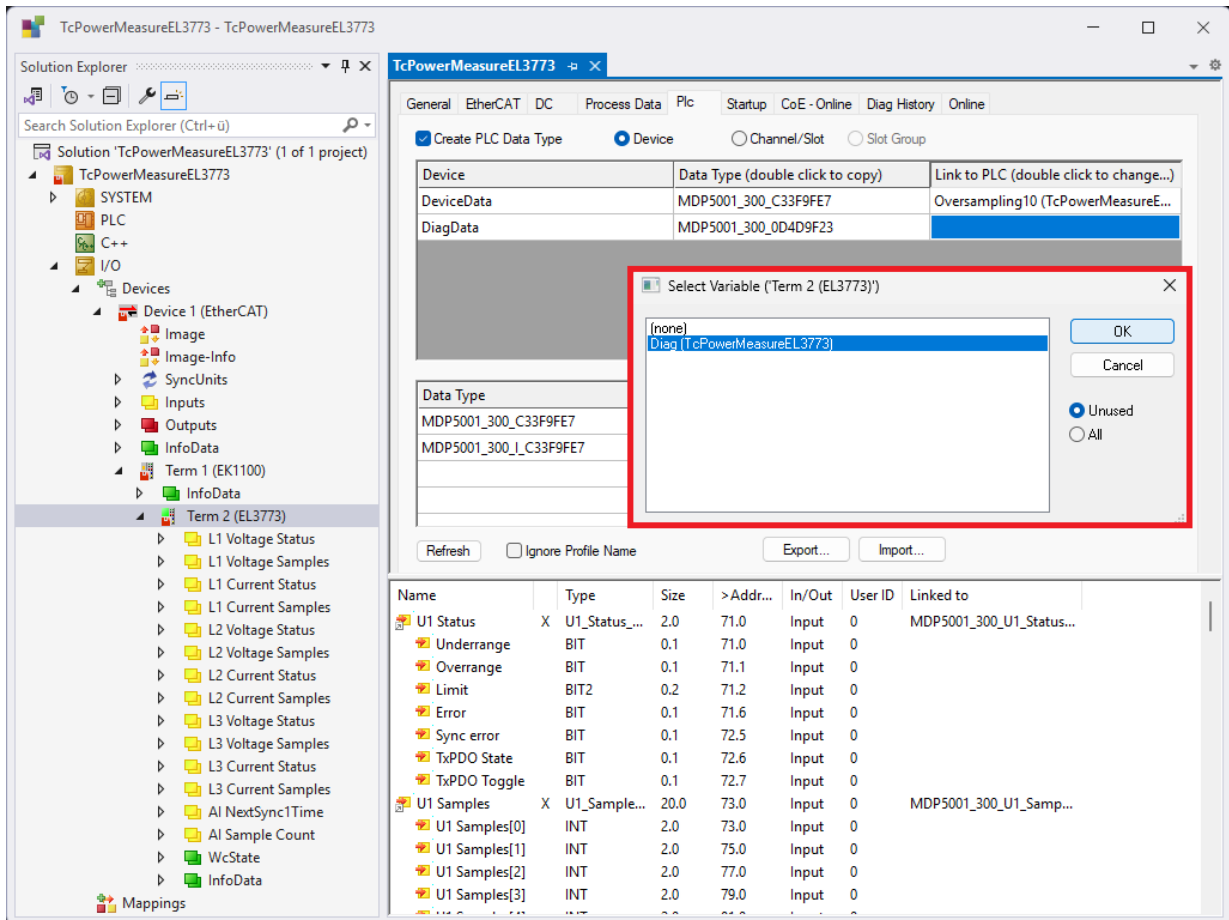 TcPowerMeasureEL3773 - TcPowerMeasureEL3773
Solution Explorer
Search Solution Explorer (Ctrl+ü)
Solution 'TcPowerMeasureEL3773' (1 of 1 project)
TcPowerMeasureEL3773
SYSTEM
PLC
C++
I/O
Devices
Device 1 (EtherCAT)
Image
Image-Info
SyncUnits
Inputs
Outputs
InfoData
Term 1 (EK1100)
InfoData
Term 2 (EL3773)
L1 Voltage Status
L1 Voltage Samples
L1 Current Status
L1 Current Samples
L2 Voltage Status
L2 Voltage Samples
L2 Current Status
L2 Current Samples
L3 Voltage Status
L3 Voltage Samples
L3 Current Status
L3 Current Samples
AI NextSync1Time
AI Sample Count
WcState
InfoData
Mappings
TcPowerMeasureEL3773
General EtherCAT DC Process Data Plc Startup CoE - Online Diag History Online
Create PLC Data Type Device Channel/Slot Slot Group
Device Data Type (double click to copy) Link to PLC (double click to change...)
DeviceData MDP5001_300_C33F9FE7 Oversampling10 (TcPowerMeasureE...
DiagData MDP5001_300_0D4D9F23
Select Variable ('Term 2 (EL3773)')
(none)
Diag (TcPowerMeasureEL3773)
OK
Cancel
Unused
All
Data Type
MDP5001_300_C33F9FE7
MDP5001_300_I_C33F9FE7
Refresh Ignore Profile Name Export... Import...
Name Type Size >Addr... In/Out User ID Linked to
U1 Status X U1_Status_... 2.0 71.0 Input 0 MDP5001_300_U1_Status...
Underrange BIT 0.1 71.0 Input 0
Overrange BIT 0.1 71.1 Input 0
Limit BIT2 0.2 71.2 Input 0
Error BIT 0.1 71.6 Input 0
Sync error BIT 0.1 72.5 Input 0
TxPDO State BIT 0.1 72.6 Input 0
TxPDO Toggle BIT 0.1 72.7 Input 0
U1 Samples X U1_Sample... 20.0 73.0 Input 0 MDP5001_300_U1_Samp...
U1 Samples[0] INT 2.0 73.0 Input 0
U1 Samples[1] INT 2.0 75.0 Input 0
U1 Samples[2] INT 2.0 77.0 Input 0
U1 Samples[3] INT 2.0 79.0 Input 0